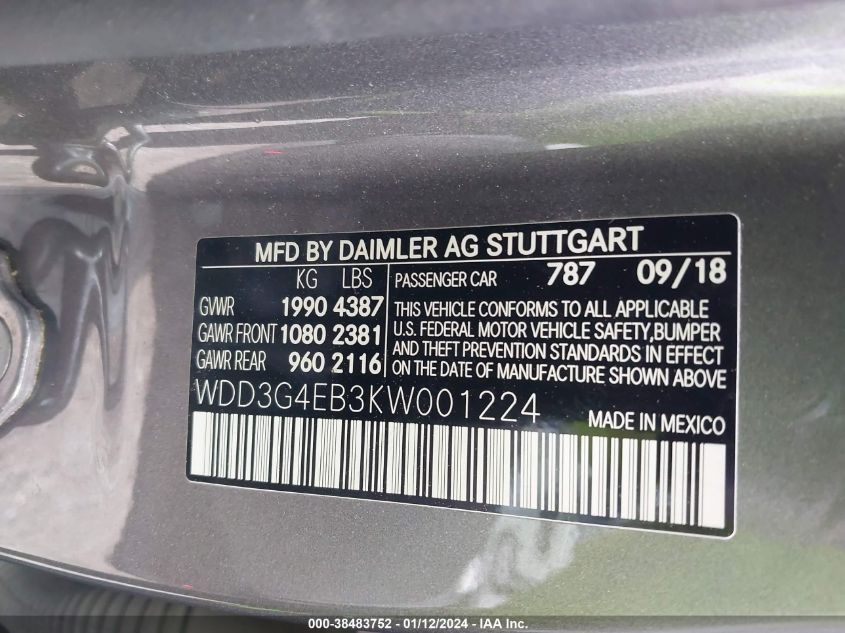 MFD BY DAIMLER AG STUTTGART
KG LBS PASSENGER CAR 787 09/18
GVWR 1990 4387
GAWR FRONT 1080 2381
GAWR REAR 960 2116
THIS VEHICLE CONFORMS TO ALL APPLICABLE
U.S. FEDERAL MOTOR VEHICLE SAFETY,BUMPER
AND THEFT PREVENTION STANDARDS IN EFFECT
ON THE DATE OF MANUFACTURE SHOWN ABOVE
WDD3G4EB3KW001224
MADE IN MEXICO
000-38483752 - 01/12/2024 - IAA Inc.